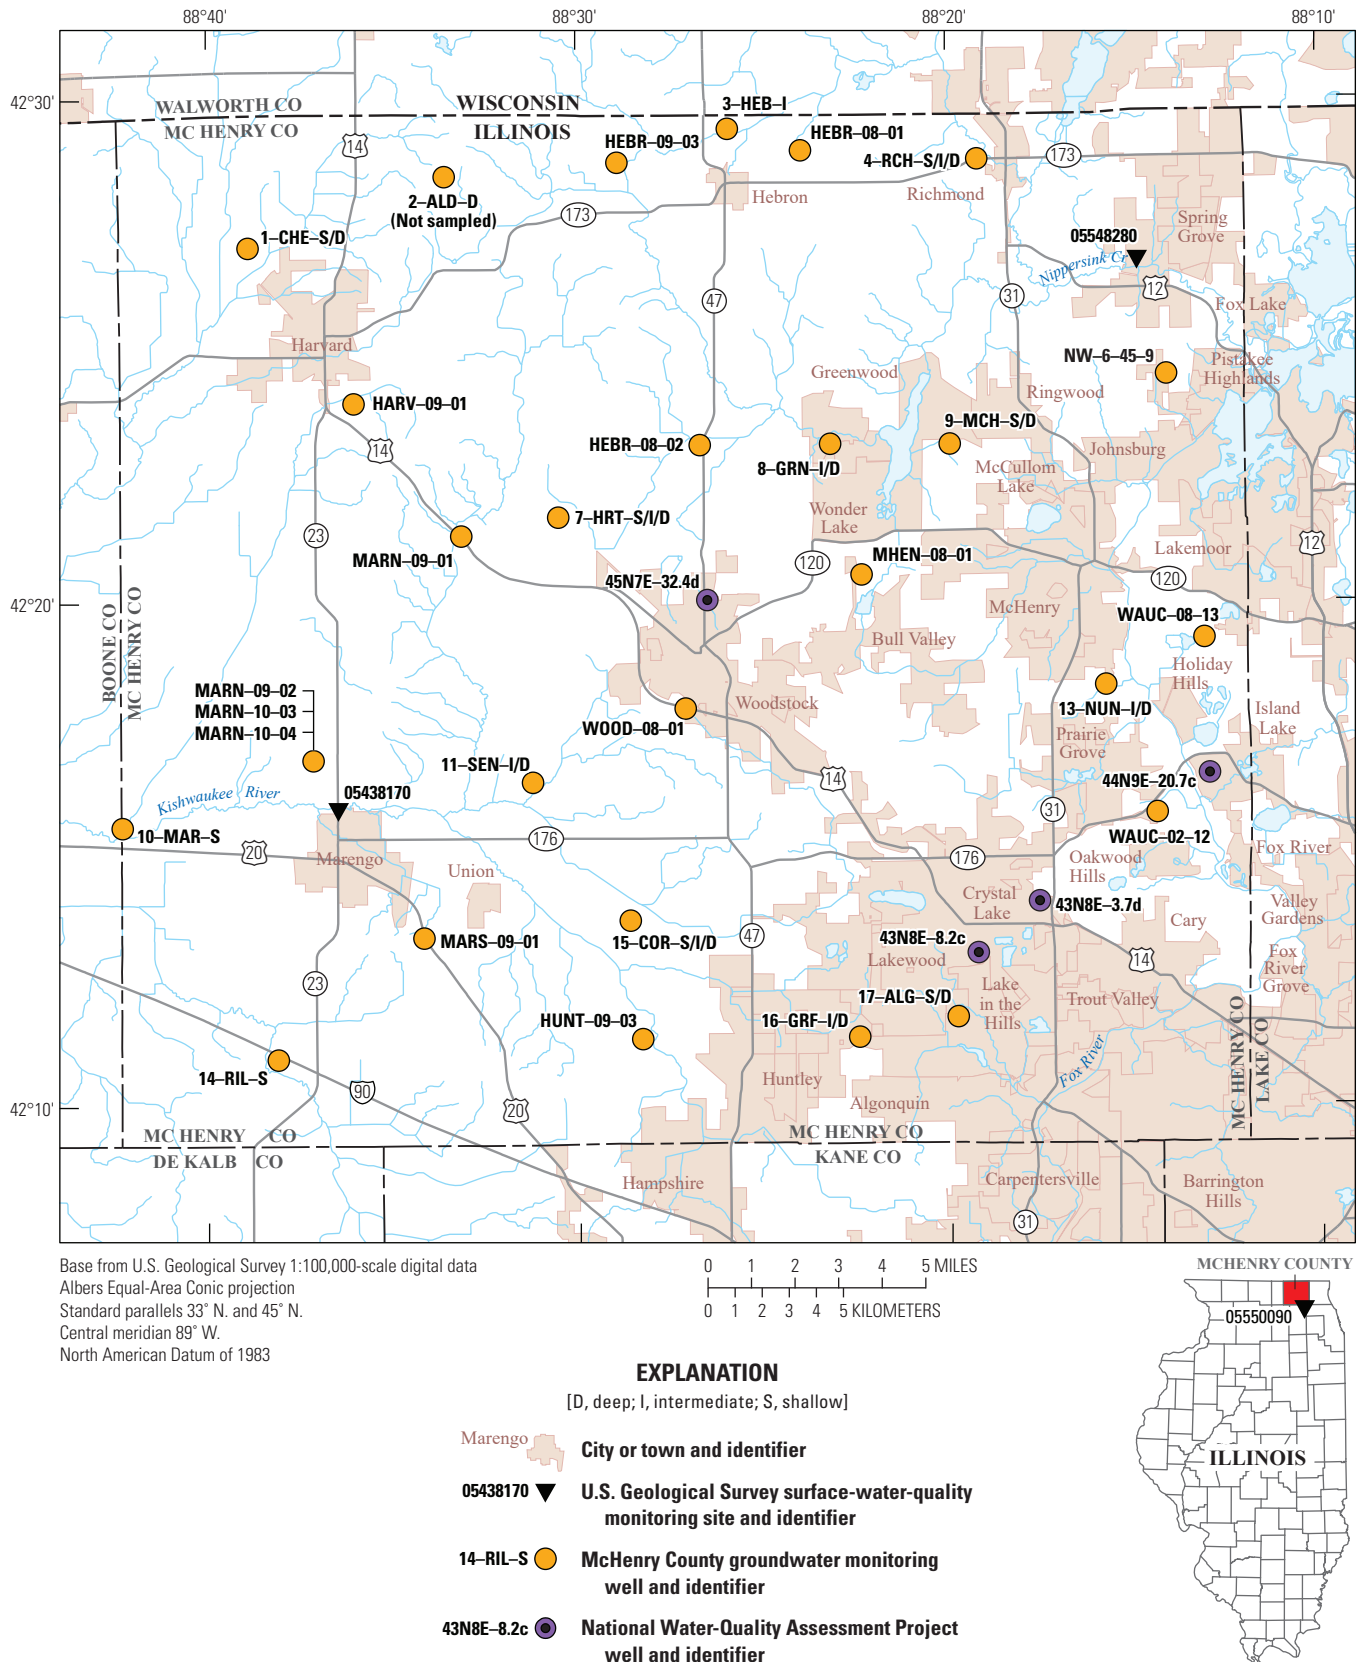 88°40'
88°30'
88°20'
88°10'
42°30'
WALWORTH CO
MC HENRY CO
WISCONSIN
ILLINOIS
14
3–HEB–I
HEBR–09–03
HEBR–08–01
4–RCH–S/I/D
173
2–ALD–D
(Not sampled)
Hebron
Richmond
173
Spring
Grove
1–CHE–S/D
05548280
Nippersink Cr
12
47
31
Fox Lake
Harvard
NW–6–45–9
Pistakee
Highlands
Greenwood
Ringwood
HARV–09–01
9–MCH–S/D
14
HEBR–08–02
8–GRN–I/D
Johnsburg
McCullom
Lake
7–HRT–S/I/D
Wonder
Lake
23
12
MARN–09–01
120
MHEN–08–01
Lakemoor
120
45N7E–32.4d
42°20'
McHenry
WAUC–08–13
BOONE CO
MC HENRY CO
Bull Valley
Holiday
Hills
MARN–09–02
MARN–10–03
MARN–10–04
Woodstock
13–NUN–I/D
Island
Lake
WOOD–08–01
Prairie
Grove
11–SEN–I/D
14
44N9E–20.7c
Kishwaukee River
05438170
31
10–MAR–S
176
WAUC–02–12
20
Marengo
Union
176
Oakwood
Hills
Fox River
Valley
Gardens
Crystal
Lake
43N8E–3.7d
Cary
MARS–09–01
15–COR–S/I/D
47
43N8E–8.2c
Lakewood
14
Fox
River
Grove
23
17–ALG–S/D
Lake
in the
Hills
Trout Valley
HUNT–09–03
16–GRF–I/D
MC HENRY CO
LAKE CO
14–RIL–S
90
Huntley
Fox River
Algonquin
42°10'
20
MC HENRY CO
DE KALB CO
MC HENRY CO
KANE CO
Hampshire
Carpentersville
Barrington
Hills
31
Base from U.S. Geological Survey 1:100,000-scale digital data
Albers Equal-Area Conic projection
Standard parallels 33° N. and 45° N.
Central meridian 89° W.
North American Datum of 1983
0 1 2 3 4 5 MILES
0 1 2 3 4 5 KILOMETERS
MCHENRY COUNTY
05550090
ILLINOIS
EXPLANATION
[D, deep; I, intermediate; S, shallow]
Marengo City or town and identifier
05438170 U.S. Geological Survey surface-water-quality
monitoring site and identifier
14–RIL–S McHenry County groundwater monitoring
well and identifier
43N8E–8.2c National Water-Quality Assessment Project
well and identifier